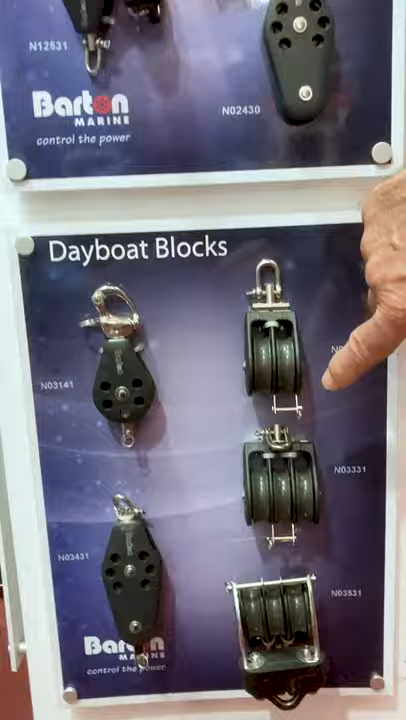 N12531
Barton
MARINE
control the power
N02430
Dayboat Blocks
N03141
N03331
N03431
N03531
Barton
MARINE
control the power